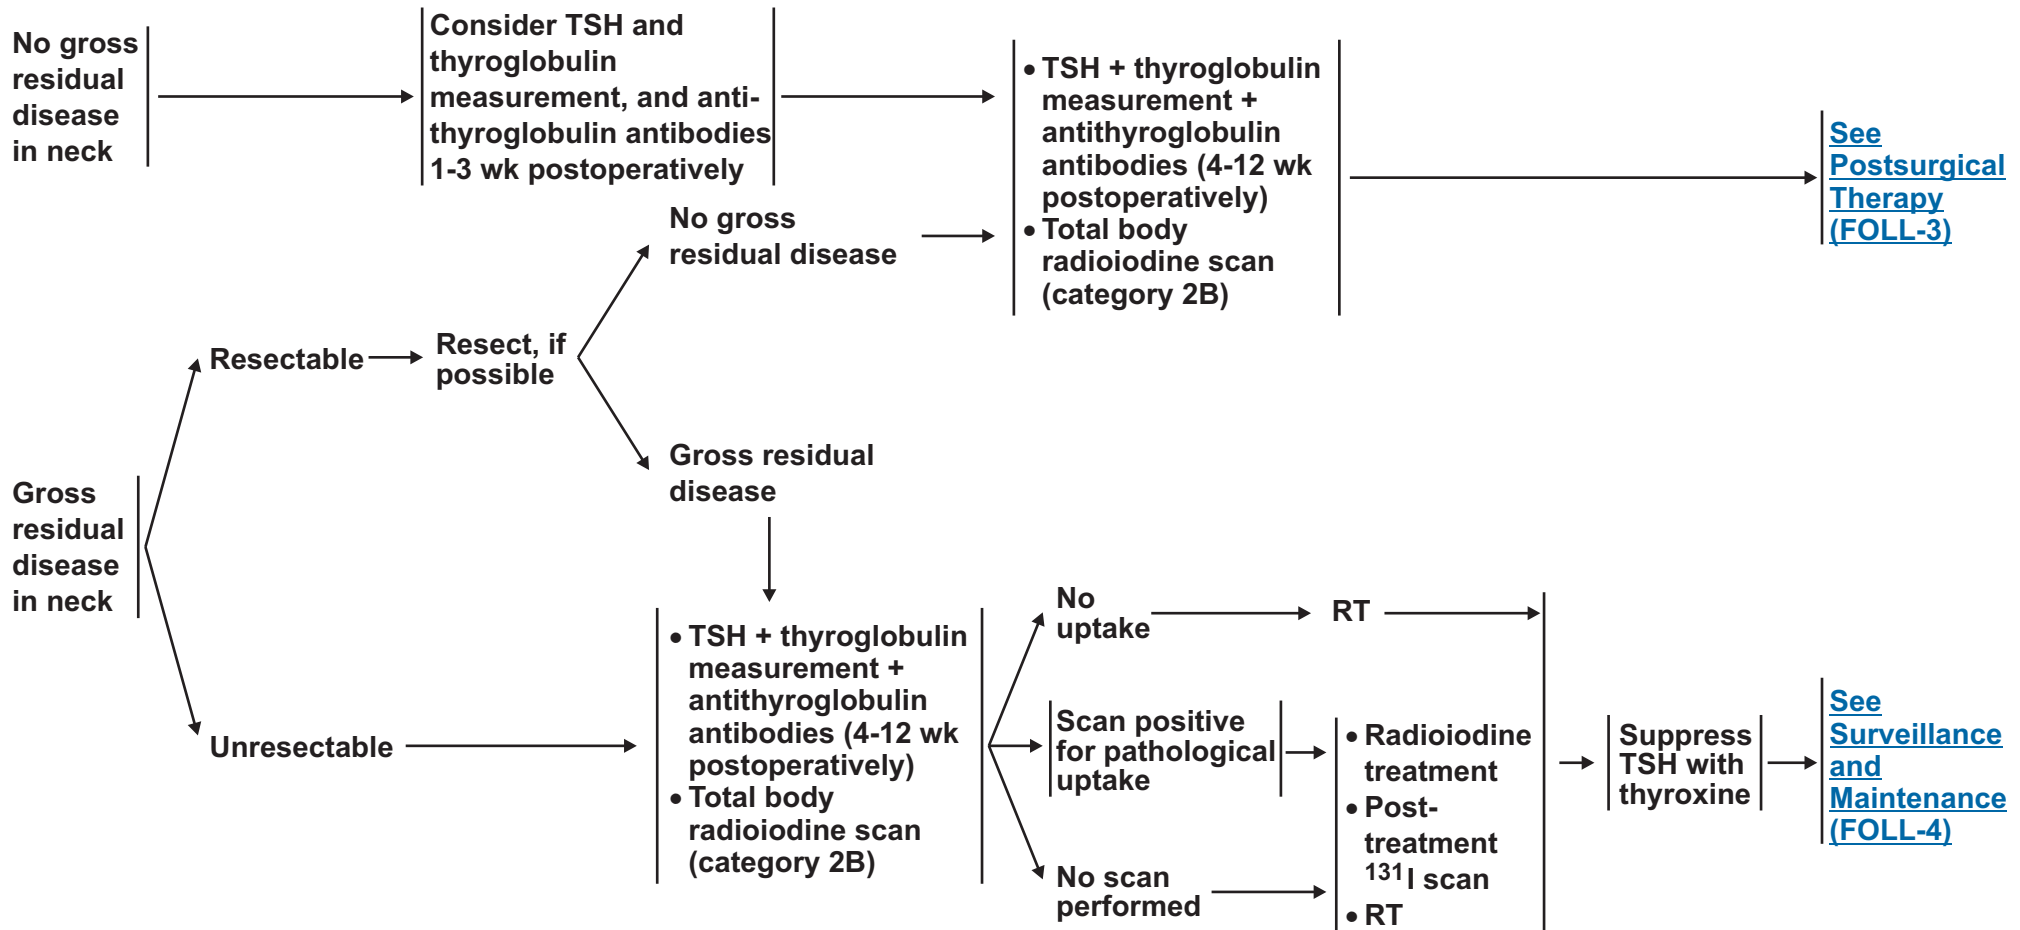 No gross
residual
disease
in neck
Consider TSH and
thyroglobulin
measurement, and anti-
thyroglobulin antibodies
1-3 wk postoperatively
• TSH + thyroglobulin
measurement +
antithyroglobulin
antibodies (4-12 wk
postoperatively)
• Total body
radioiodine scan
(category 2B)
See
Postsurgical
Therapy
(FOLL-3)
No gross
residual disease
Resectable
Resect, if
possible
Gross residual
disease
Gross
residual
disease
in neck
Unresectable
• TSH + thyroglobulin
measurement +
antithyroglobulin
antibodies (4-12 wk
postoperatively)
• Total body
radioiodine scan
(category 2B)
No
uptake
RT
Scan positive
for pathological
uptake
No scan
performed
• Radioiodine
treatment
• Post-
treatment
131I scan
• RT
Suppress
TSH with
thyroxine
See
Surveillance
and
Maintenance
(FOLL-4)